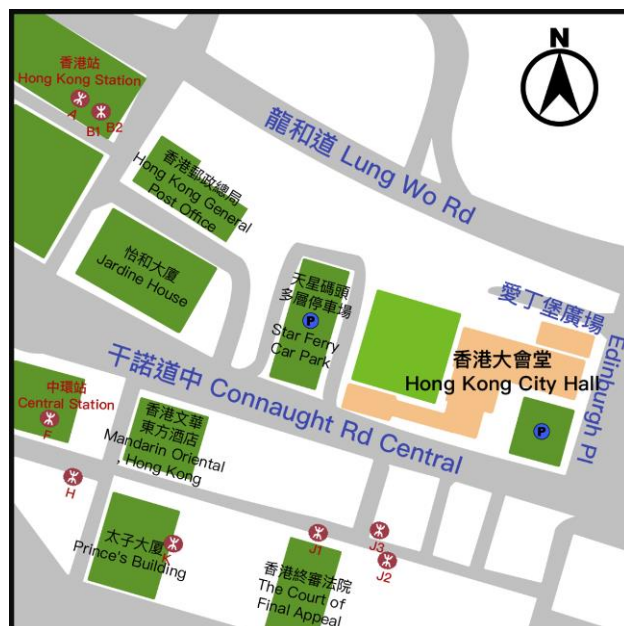 香港站
Hong Kong Station
A
B1
B2
N
龍和道 Lung Wo Rd
香港郵政總局
Hong Kong General
Post Office
怡和大廈
Jardine House
天星碼頭
多層停車場
P
Star Ferry
Car Park
愛丁堡廣場
Edinburgh Pl
香港大會堂
Hong Kong City Hall
P
干諾道中 Connaught Rd Central
中環站
Central Station
F
香港文華
東方酒店
Mandarin Oriental
, Hong Kong
H
太子大廈
K
Prince's Building
J1
J3
J2
香港終審法院
The Court of
Final Appeal